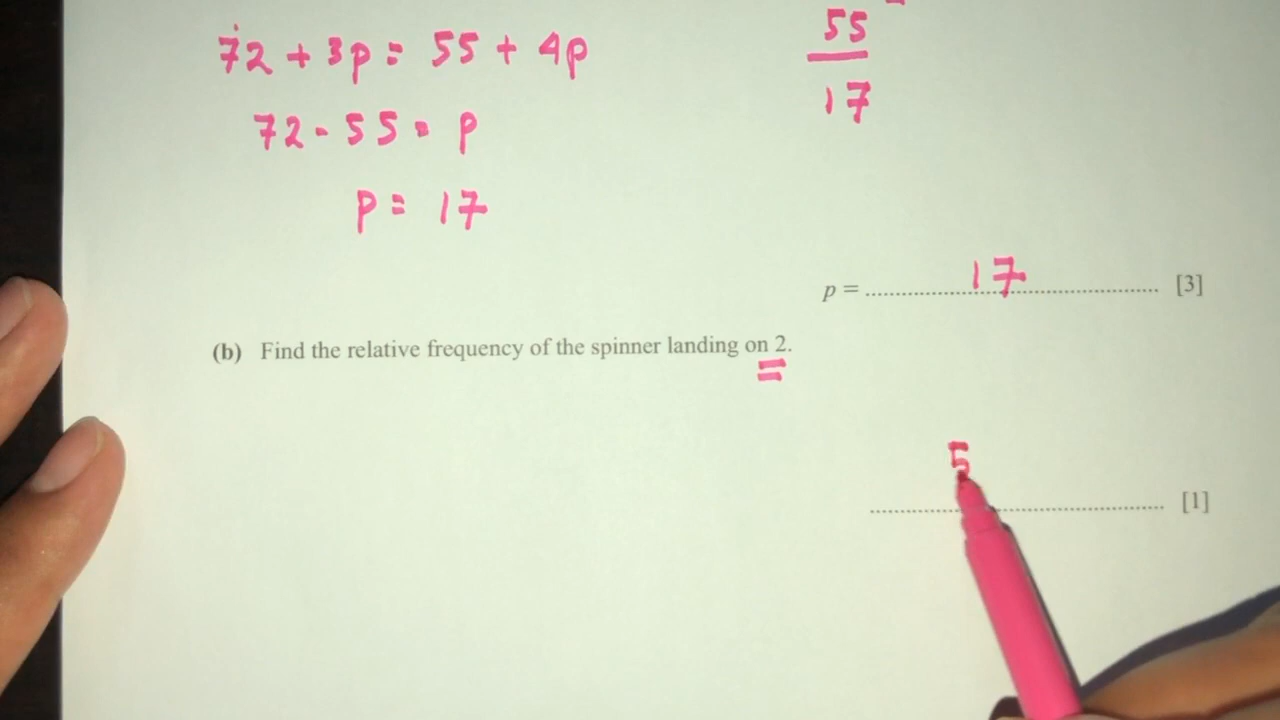 72 + 3p = 55 + 4p
72 - 55 = p
p = 17
55
17
p = 17 [3]
(b) Find the relative frequency of the spinner landing on 2.
5
[1]